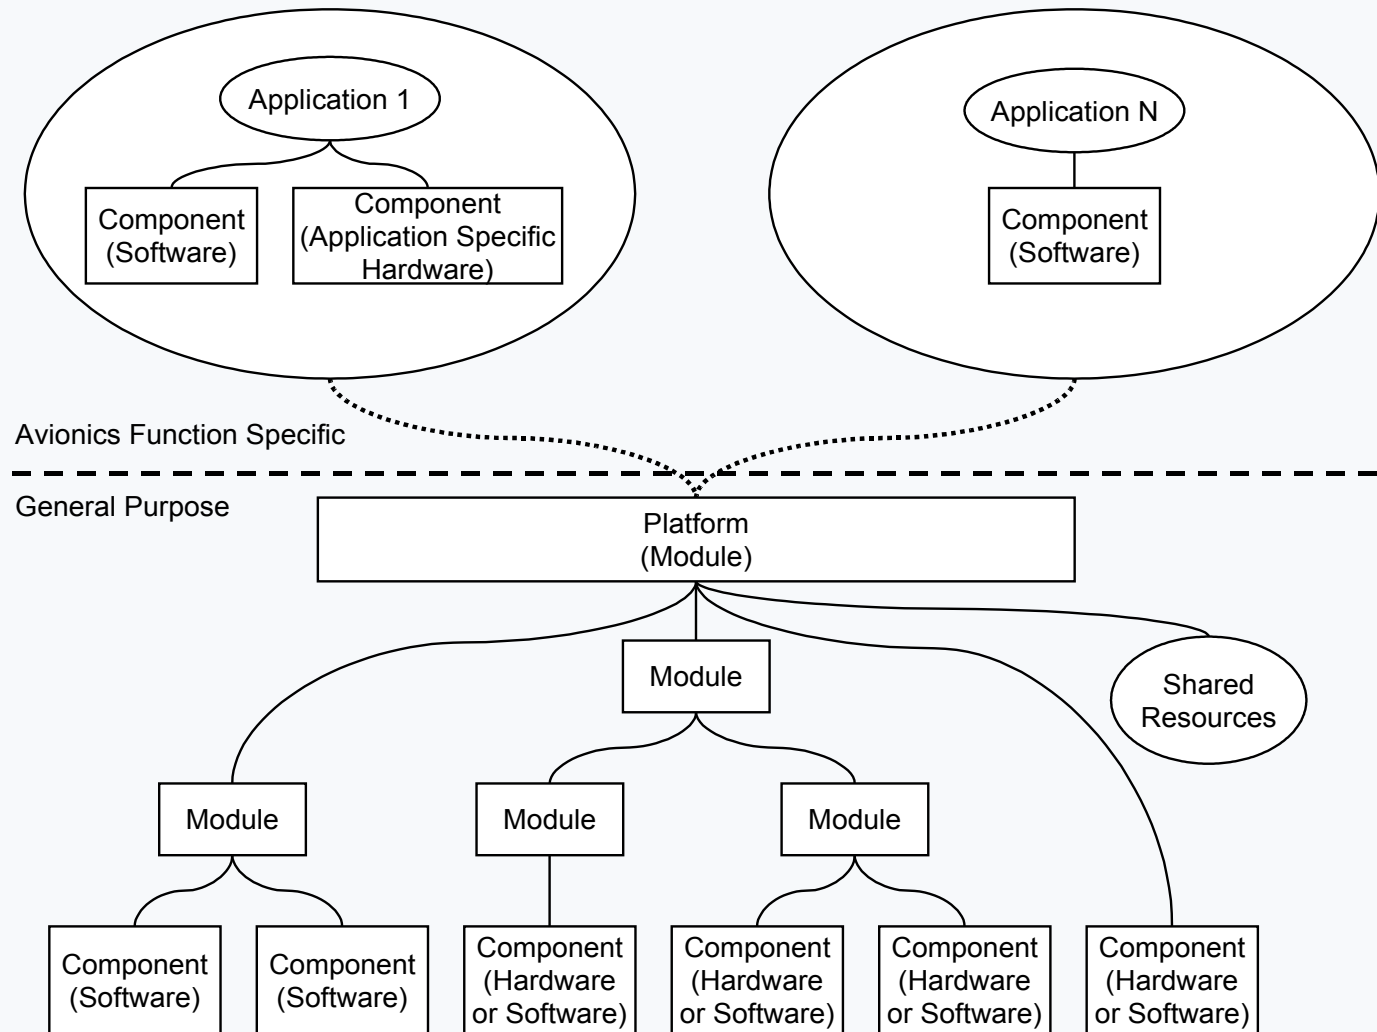 Application 1
Component
(Software)
Component
(Application Specific
Hardware)
Application N
Component
(Software)
Avionics Function Specific
General Purpose
Platform
(Module)
Module
Shared
Resources
Module
Module
Module
Component
(Software)
Component
(Software)
Component
(Hardware
or Software)
Component
(Hardware
or Software)
Component
(Hardware
or Software)
Component
(Hardware
or Software)